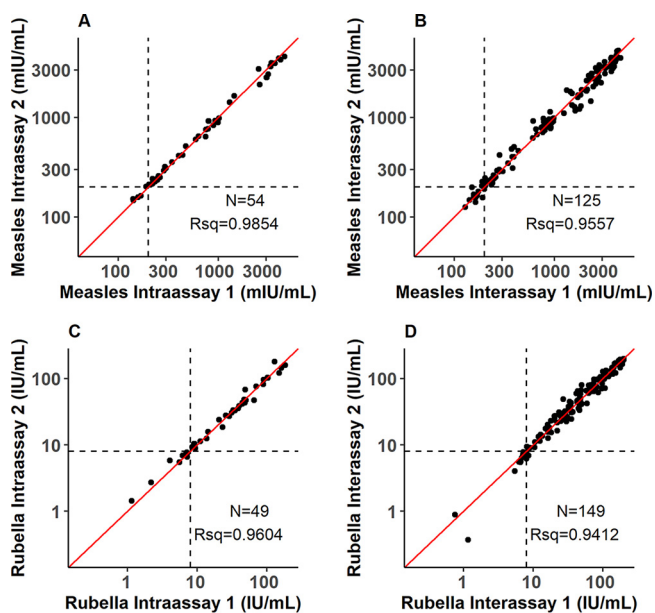 A
Measles Intraassay 2 (mIU/mL)
3000
1000
300
100
N=54
Rsq=0.9854
100 300 1000 3000
Measles Intraassay 1 (mIU/mL)
B
Measles Interassay 2 (mIU/mL)
3000
1000
300
100
N=125
Rsq=0.9557
100 300 1000 3000
Measles Interassay 1 (mIU/mL)
C
Rubella Intraassay 2 (IU/mL)
100
10
1
N=49
Rsq=0.9604
1 10 100
Rubella Intraassay 1 (IU/mL)
D
Rubella Interassay 2 (IU/mL)
100
10
1
N=149
Rsq=0.9412
1 10 100
Rubella Interassay 1 (IU/mL)